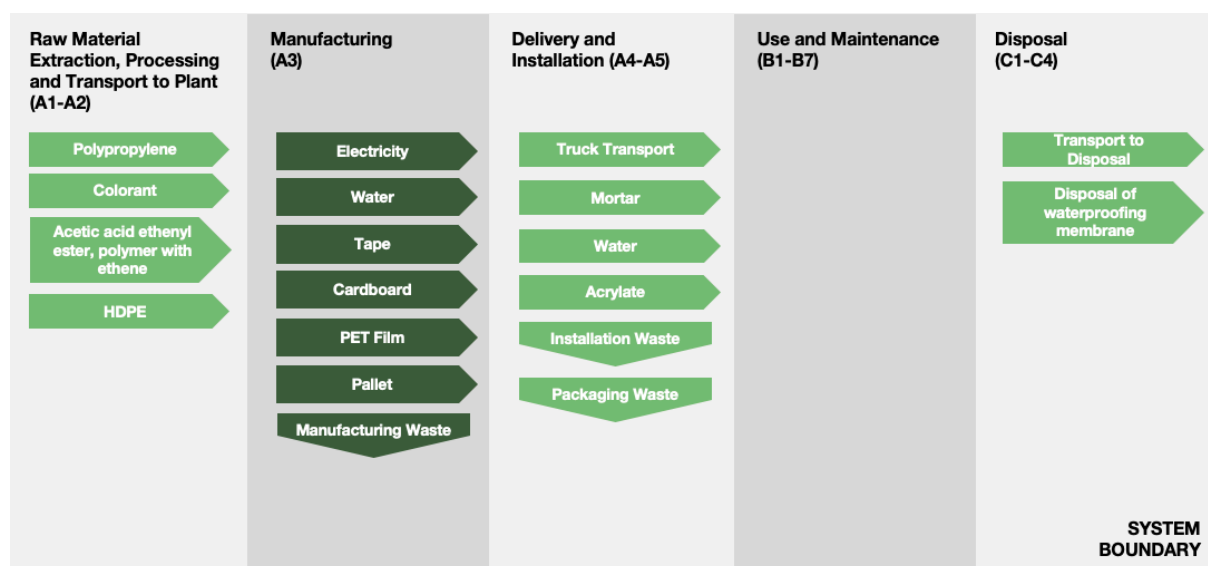 Raw Material
Extraction, Processing
and Transport to Plant
(A1-A2)
Polypropylene
Colorant
Acetic acid ethenyl
ester, polymer with
ethene
HDPE
Manufacturing
(A3)
Electricity
Water
Tape
Cardboard
PET Film
Pallet
Manufacturing Waste
Delivery and
Installation (A4-A5)
Truck Transport
Mortar
Water
Acrylate
Installation Waste
Packaging Waste
Use and Maintenance
(B1-B7)
Disposal
(C1-C4)
Transport to
Disposal
Disposal of
waterproofing
membrane
SYSTEM
BOUNDARY